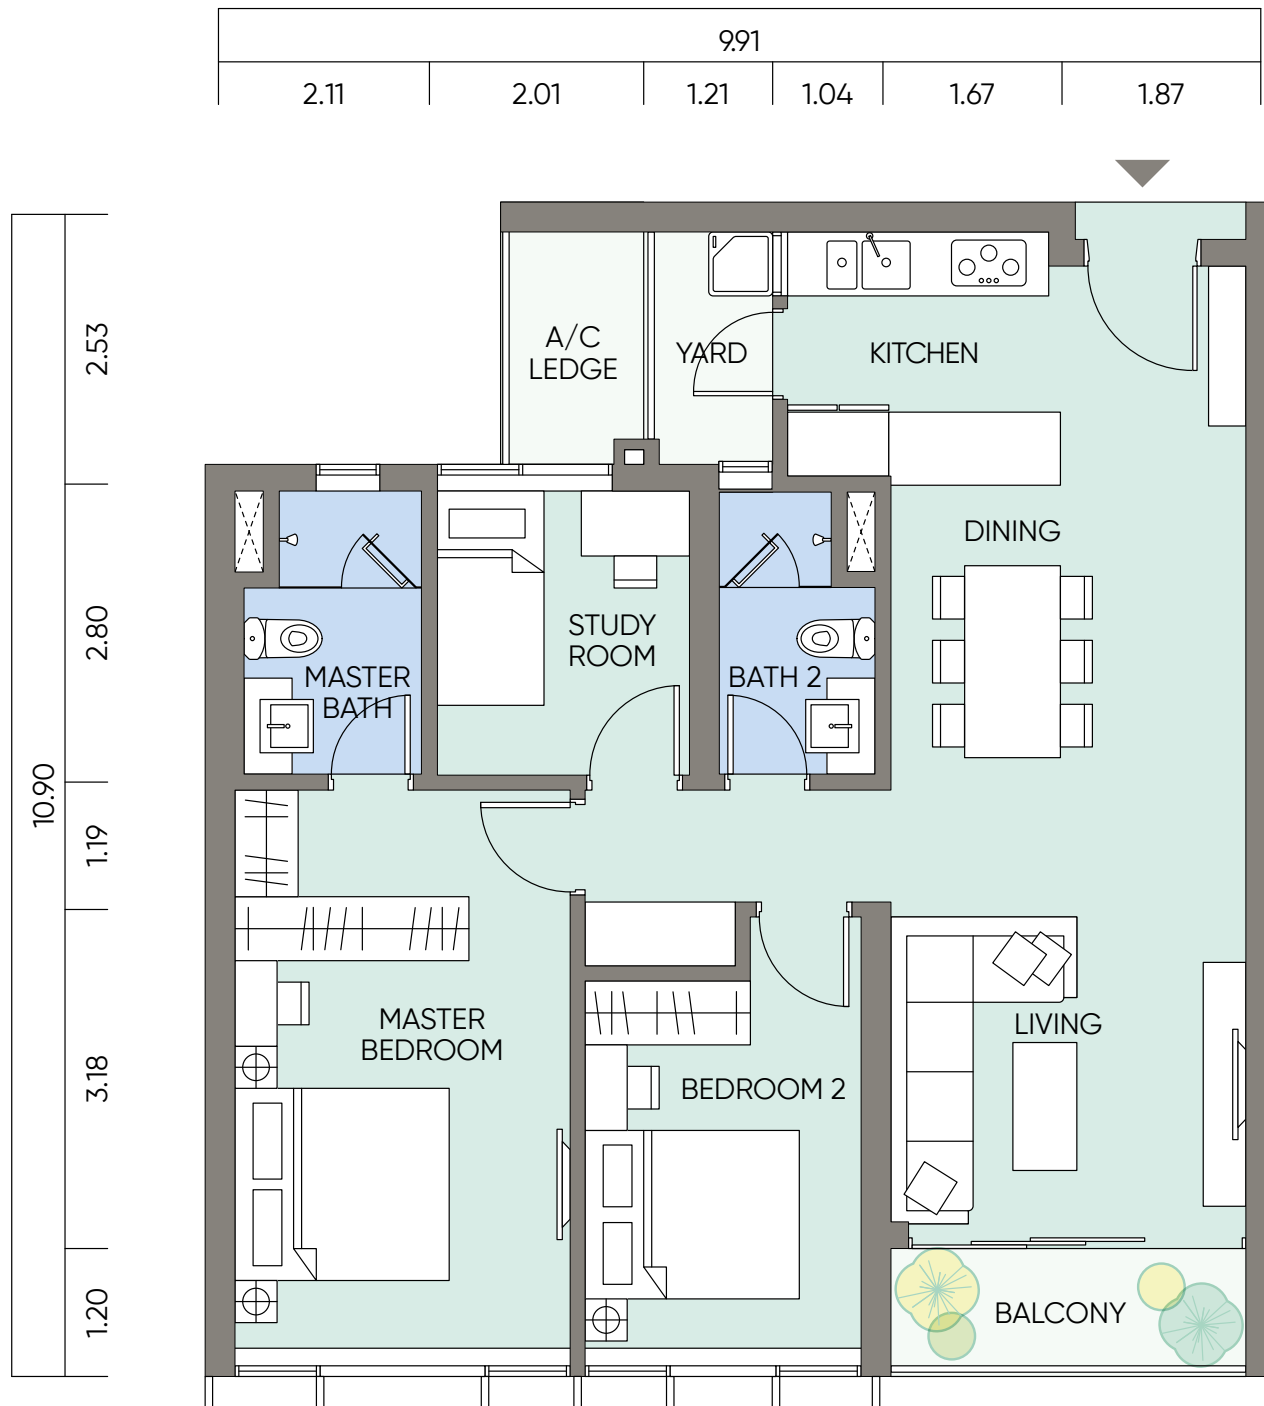 9.91
2.11
2.01
1.21
1.04
1.67
1.87
10.90
2.53
2.80
1.19
3.18
1.20
A/C
LEDGE
YARD
KITCHEN
DINING
STUDY
ROOM
MASTER
BATH
BATH 2
MASTER
BEDROOM
BEDROOM 2
LIVING
BALCONY